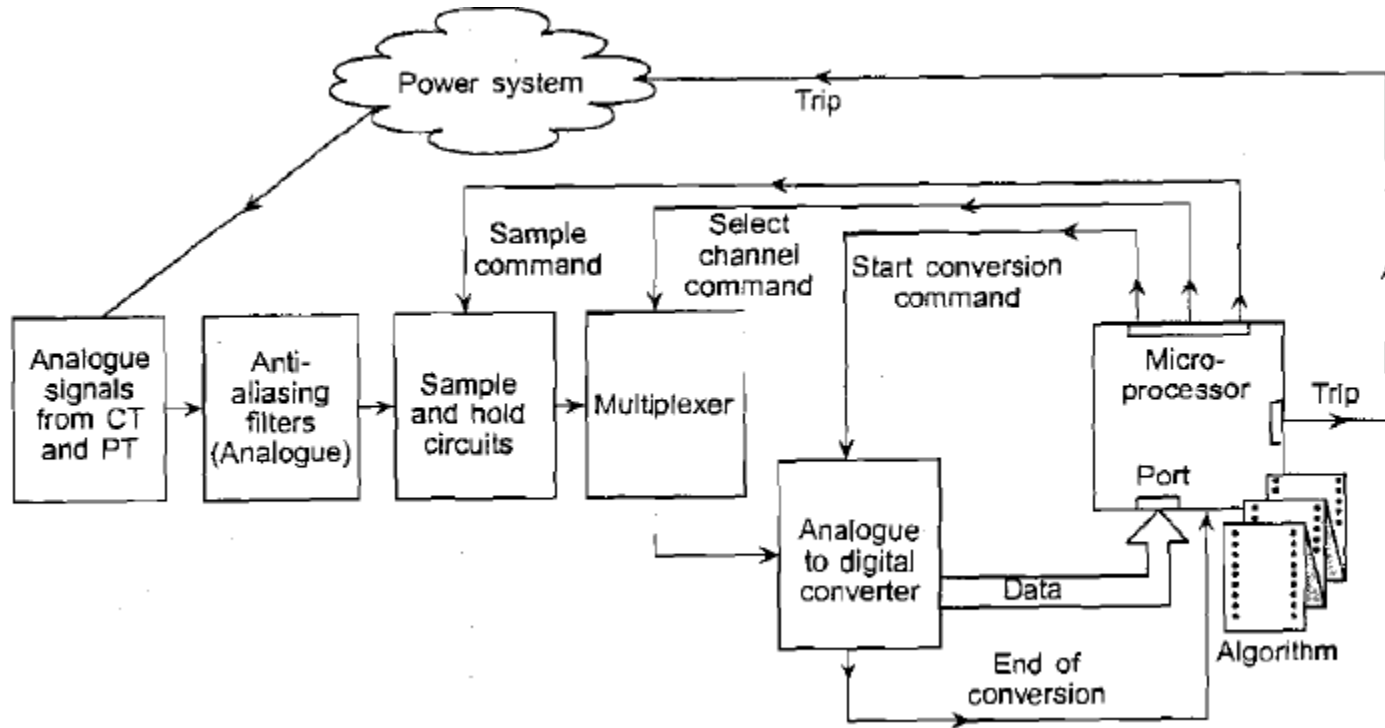 Power system
Trip
Sample
command
Select
channel
command
Start conversion
command
Analogue
signals
from CT
and PT
Anti-
aliasing
filters
(Analogue)
Sample
and hold
circuits
Multiplexer
Micro-
processor
Trip
Port
Analogue
to digital
converter
Data
Algorithm
End of
conversion